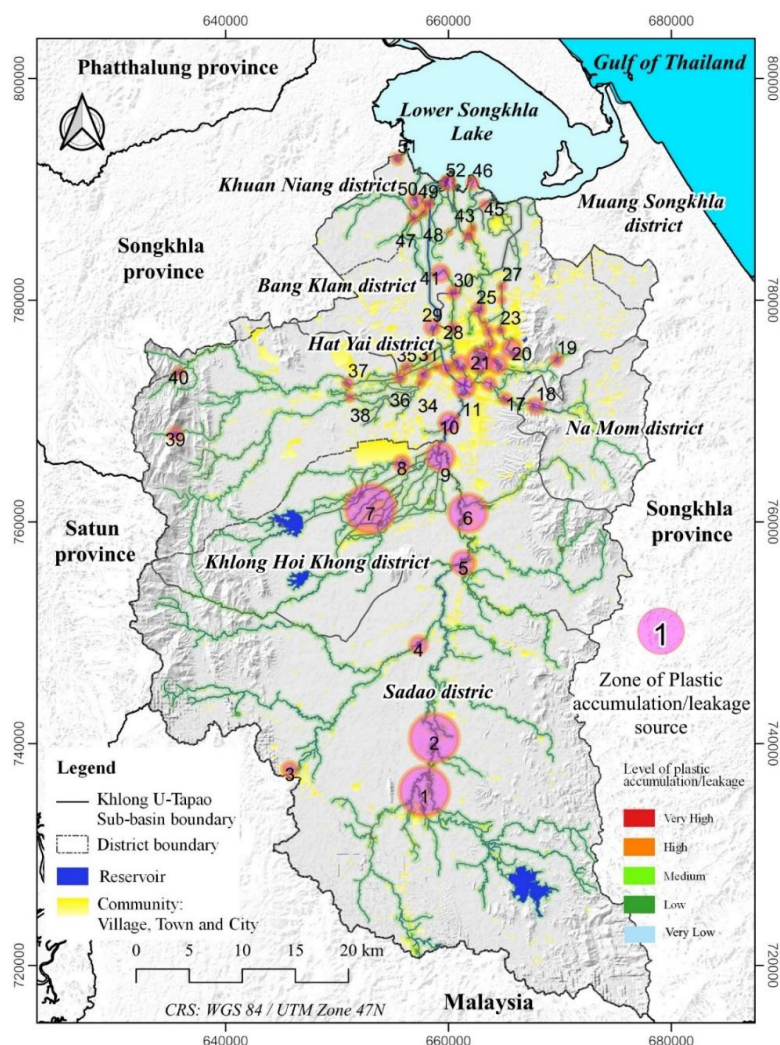 640000
660000
680000
800000
800000
Phatthalung province
Gulf of Thailand
Lower Songkhla
Lake
51
52
46
Khuan Niang district
50
49
45
Muang Songkhla
district
43
47
48
Songkhla
province
41
30
27
780000
780000
Bang Klam district
25
29
28
23
Hat Yai district
35
31
21
20
19
37
40
36
38
34
11
17
18
10
Na Mom district
39
8
9
7
6
Songkhla
province
Satun
province
760000
760000
Khlong Hoi Khong district
5
4
1
Zone of Plastic
accumulation/leakage
source
Sadao distric
2
740000
740000
3
1
Legend
Khlong U-Tapao
Sub-basin boundary
District boundary
Reservoir
Community:
Village, Town and City
Level of plastic
accumulation/leakage
Very High
High
Medium
Low
Very Low
0 5 10 15 20 km
720000
720000
CRS: WGS 84 / UTM Zone 47N
Malaysia
640000
660000
680000